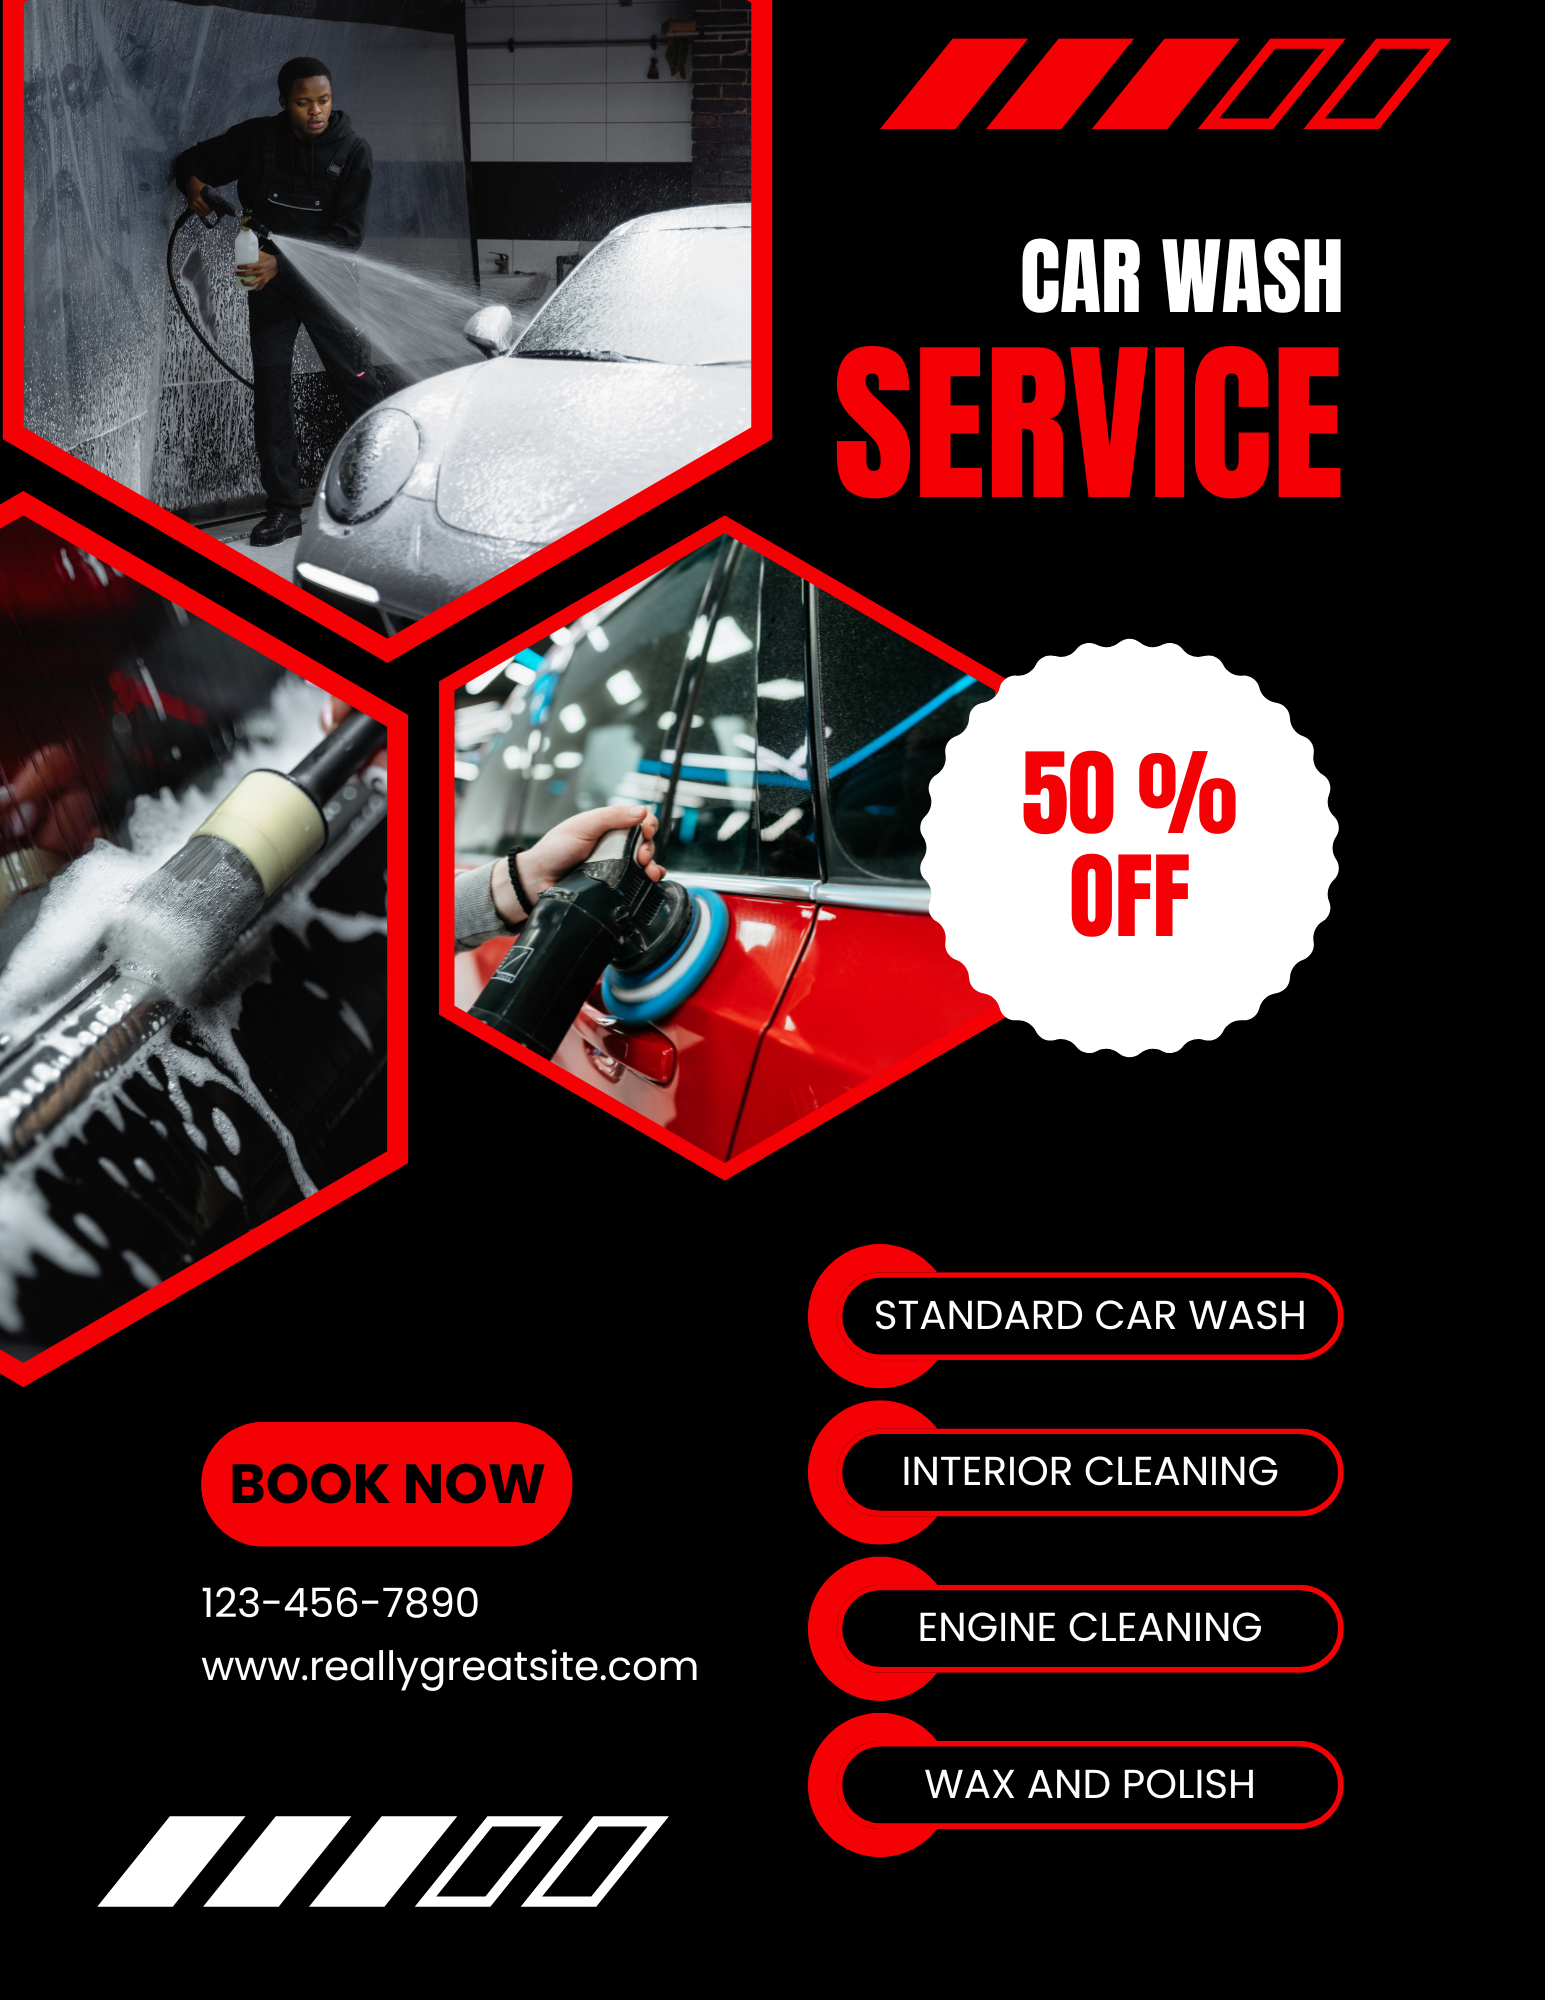 CAR WASH
SERVICE
50 %
OFF
STANDARD CAR WASH
INTERIOR CLEANING
ENGINE CLEANING
WAX AND POLISH
BOOK NOW
123-456-7890
www.reallygreatsite.com